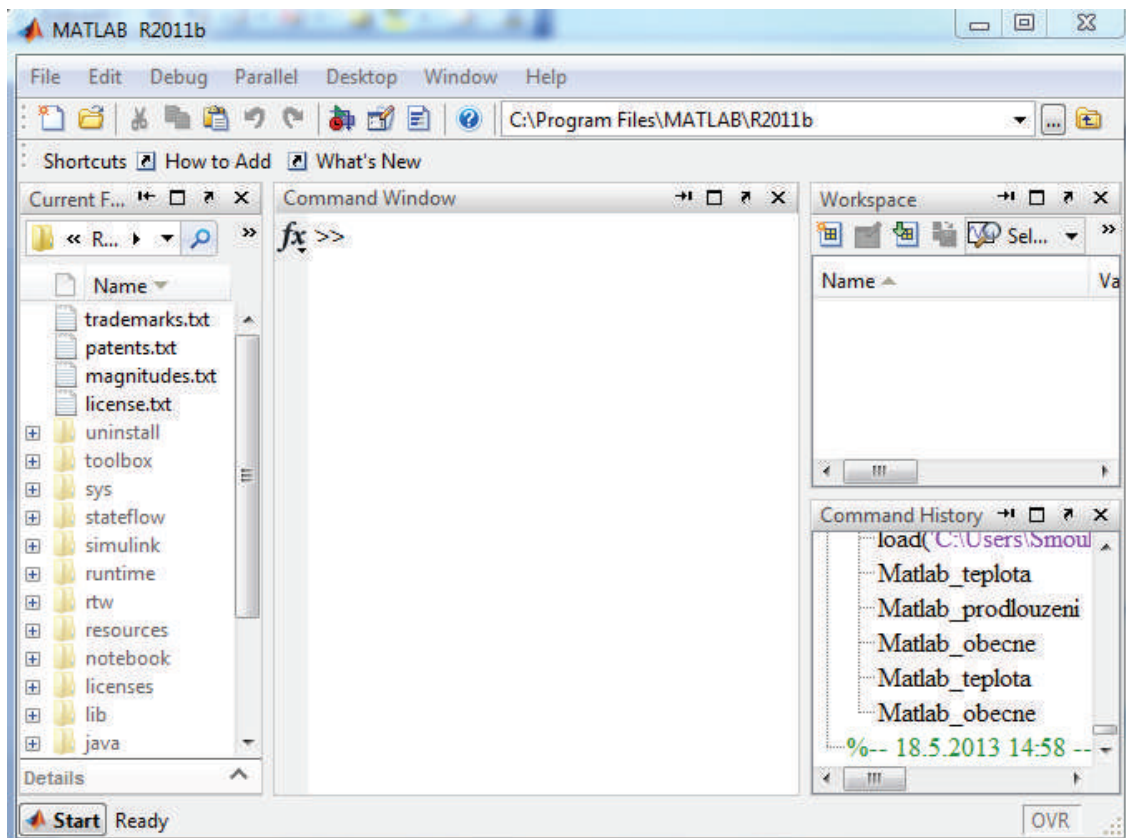 MATLAB R2011b
File Edit Debug Parallel Desktop Window Help
C:\Program Files\MATLAB\R2011b ...
Shortcuts How to Add What's New
Current F...
« R...
»
Name
trademarks.txt
patents.txt
magnitudes.txt
license.txt
uninstall
toolbox
sys
stateflow
simulink
runtime
rtw
resources
notebook
licenses
lib
java
Details
Command Window
fx >>
Workspace
Sel... »
Name Va
Command History
load('C:\Users\Smoul
Matlab_teplota
Matlab_prodlouzeni
Matlab_obecne
Matlab_teplota
Matlab_obecne
%-- 18.5.2013 14:58 --
Start Ready
OVR